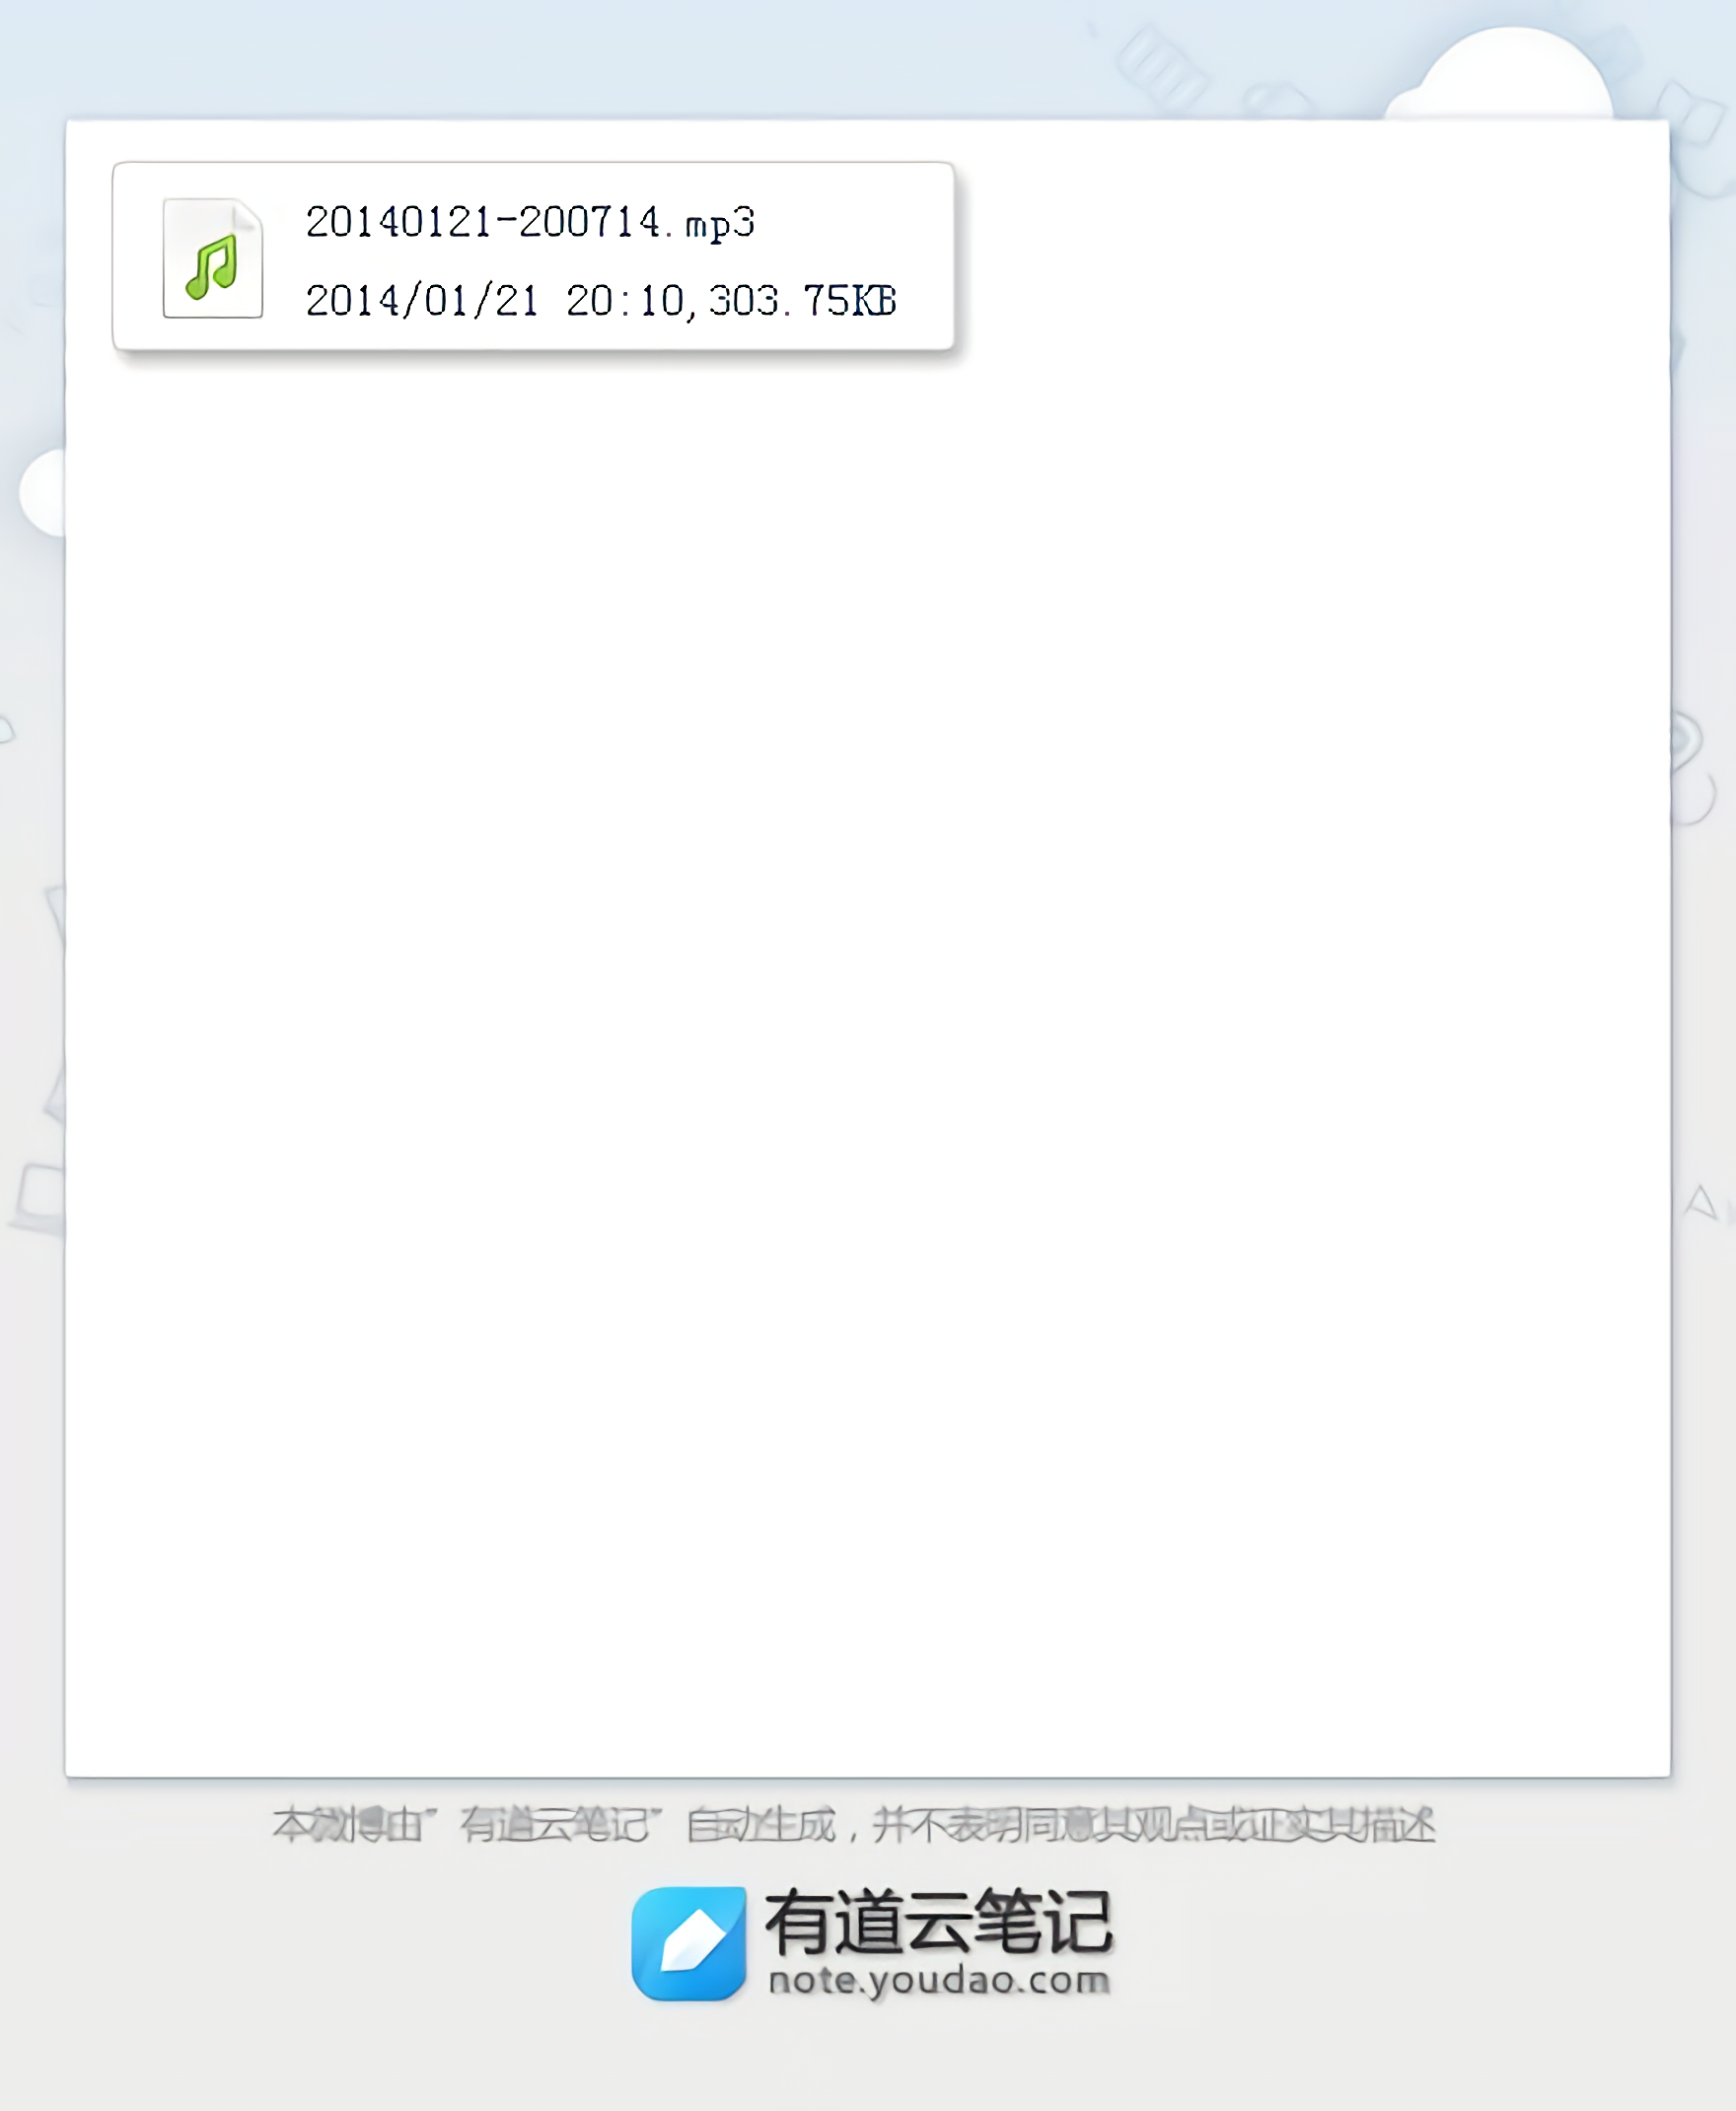 20140121-200714.mp3
2014/01/21 20:10,303.75KB
本微博由”有道云笔记”自动生成，并不表明同意其观点或证实其描述
有道云笔记
note.youdao.com